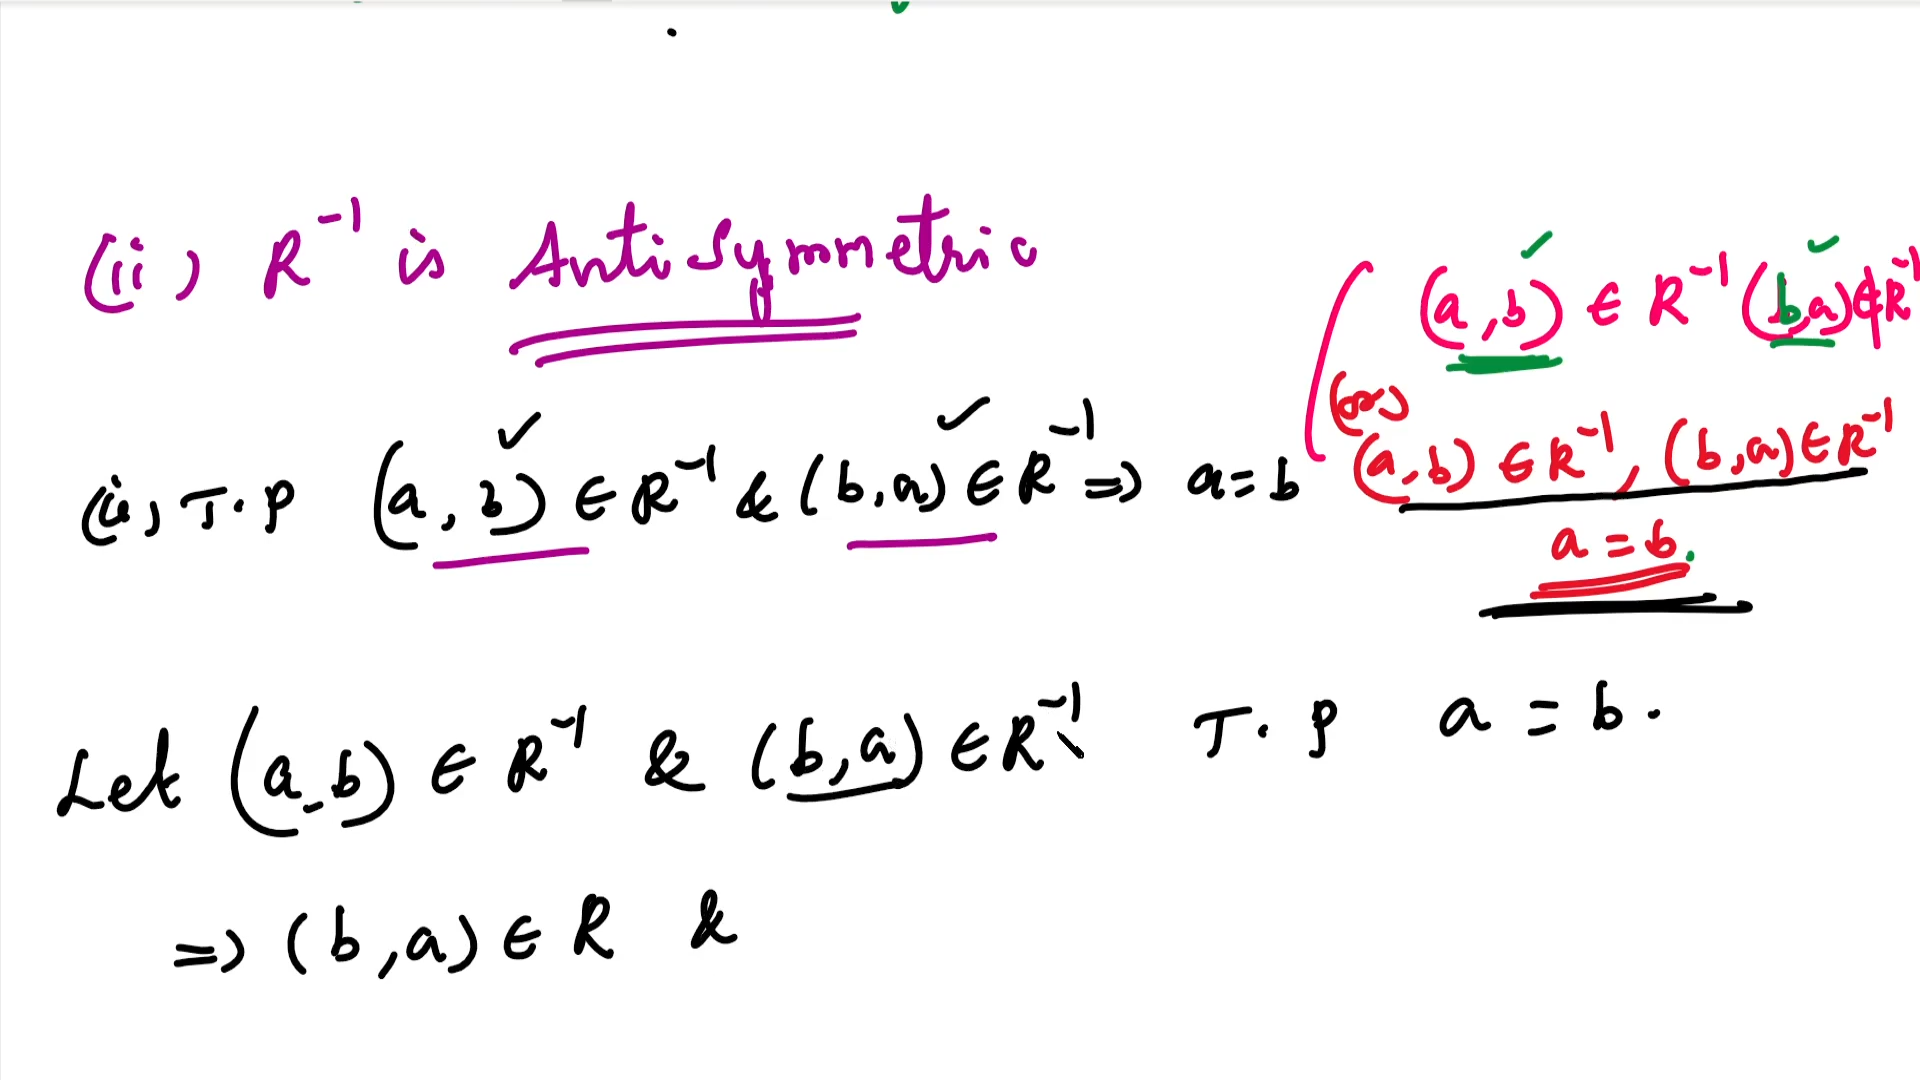 (ii) R⁻¹ is Antisymmetric
(a,b) ∈ R⁻¹ (b,a) ∉ R⁻¹
(or)
(a,b) ∈ R⁻¹, (b,a) ∈ R⁻¹
a = b.
(ii) T.P (a, b) ∈ R⁻¹ & (b,a) ∈ R⁻¹ => a = b
Let (a,b) ∈ R⁻¹ & (b,a) ∈ R⁻¹ T.P a = b.
=> (b,a) ∈ R &